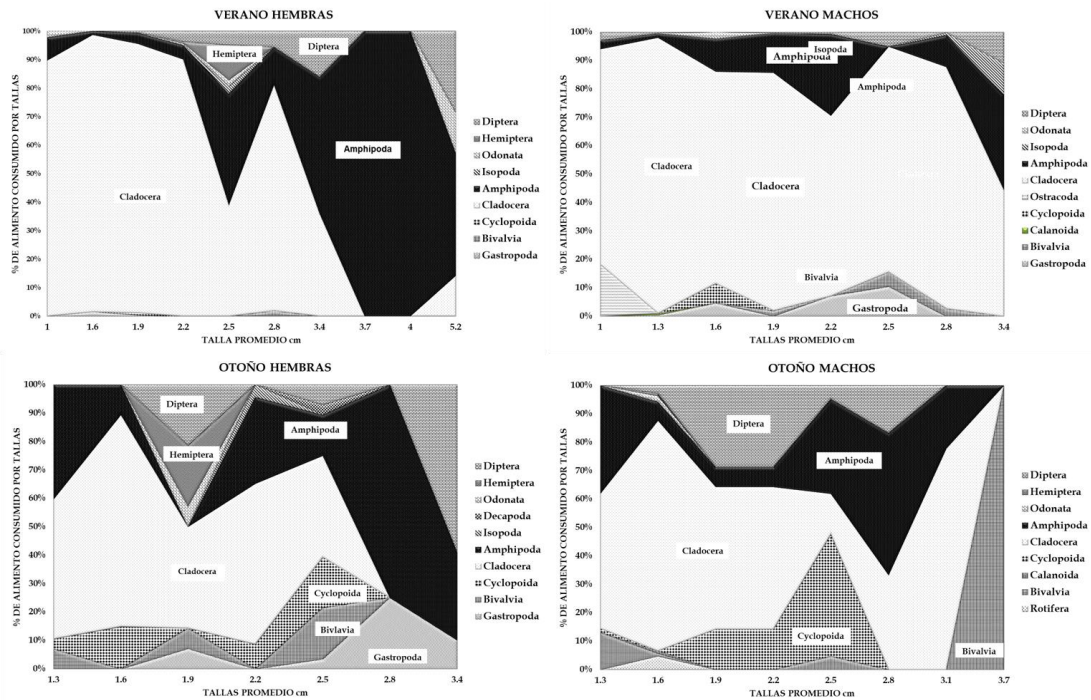 VERANO HEMBRAS
% DE ALIMENTO CONSUMIDO POR TALLAS
100%
90%
80%
70%
60%
50%
40%
30%
20%
10%
0%
Hemiptera
Diptera
Amphipoda
Cladocera
1 1.6 1.9 2.2 2.5 2.8 3.4 3.7 4 5.2
TALLA PROMEDIO cm
Diptera
Hemiptera
Odonata
Isopoda
Amphipoda
Cladocera
Cyclopoida
Bivalvia
Gastropoda
VERANO MACHOS
% DE ALIMENTO CONSUMIDO POR TALLAS
100%
90%
80%
70%
60%
50%
40%
30%
20%
10%
0%
Isopoda
Amphipoda
Amphipoda
Cladocera
Cladocera
Bivalvia
Gastropoda
1 1.3 1.6 1.9 2.2 2.5 2.8 3.4
TALLAS PROMEDIO cm
Diptera
Odonata
Isopoda
Amphipoda
Cladocera
Ostracoda
Cyclopoida
Calanoida
Bivalvia
Gastropoda
OTOÑO HEMBRAS
% DE ALIMENTO CONSUMIDO POR TALLAS
100%
90%
80%
70%
60%
50%
40%
30%
20%
10%
0%
Diptera
Amphipoda
Hemiptera
Cladocera
Cyclopoida
Bivlavia
Gastropoda
1.3 1.6 1.9 2.2 2.5 2.8 3.4
TALLAS PROMEDIO cm
Diptera
Hemiptera
Odonata
Decapoda
Isopoda
Amphipoda
Cladocera
Cyclopoida
Bivalvia
Gastropoda
OTOÑO MACHOS
% DE ALIMENTO CONSUMIDO POR TALLAS
100%
90%
80%
70%
60%
50%
40%
30%
20%
10%
0%
Diptera
Amphipoda
Cladocera
Cyclopoida
Bivalvia
1.3 1.6 1.9 2.2 2.5 2.8 3.1 3.7
TALLAS PROMEDIO cm
Diptera
Hemiptera
Odonata
Amphipoda
Cladocera
Cyclopoida
Calanoida
Bivalvia
Rotifera